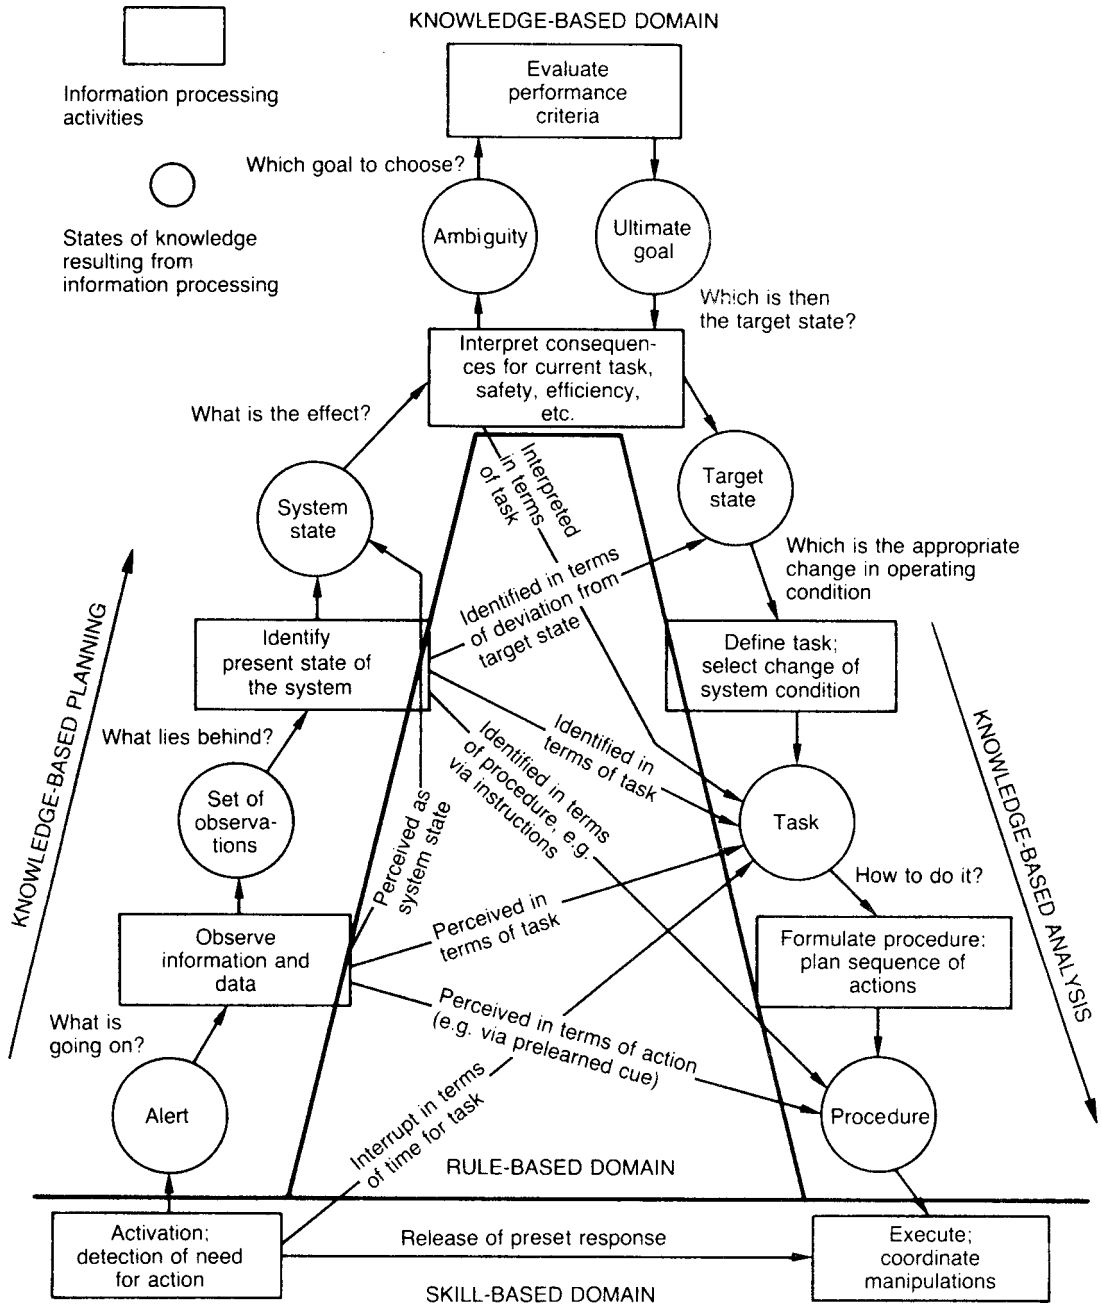 KNOWLEDGE-BASED DOMAIN
Evaluate
performance
criteria
Information processing
activities
Which goal to choose?
Ambiguity
Ultimate
goal
States of knowledge
resulting from
information processing
Which is then
the target state?
Interpret consequen-
ces for current task,
safety, efficiency,
etc.
What is the effect?
Interpreted
in terms
of task
System
state
Target
state
Identified in terms
of deviation from
target state
Which is the appropriate
change in operating
condition
KNOWLEDGE-BASED PLANNING
Identify
present state of
the system
Define task;
select change of
system condition
What lies behind?
Identified in
terms of task
Identified in terms
of procedure, e.g.
via instructions
KNOWLEDGE-BASED ANALYSIS
Set of
observa-
tions
Perceived as
system state
Task
How to do it?
Observe
information and
data
Perceived in
terms of task
Formulate procedure:
plan sequence of
actions
What is
going on?
Perceived in terms of action
(e.g. via prelearned cue)
Alert
Interrupt in terms
of time for task
Procedure
RULE-BASED DOMAIN
Activation;
detection of need
for action
Release of preset response
Execute;
coordinate
manipulations
SKILL-BASED DOMAIN